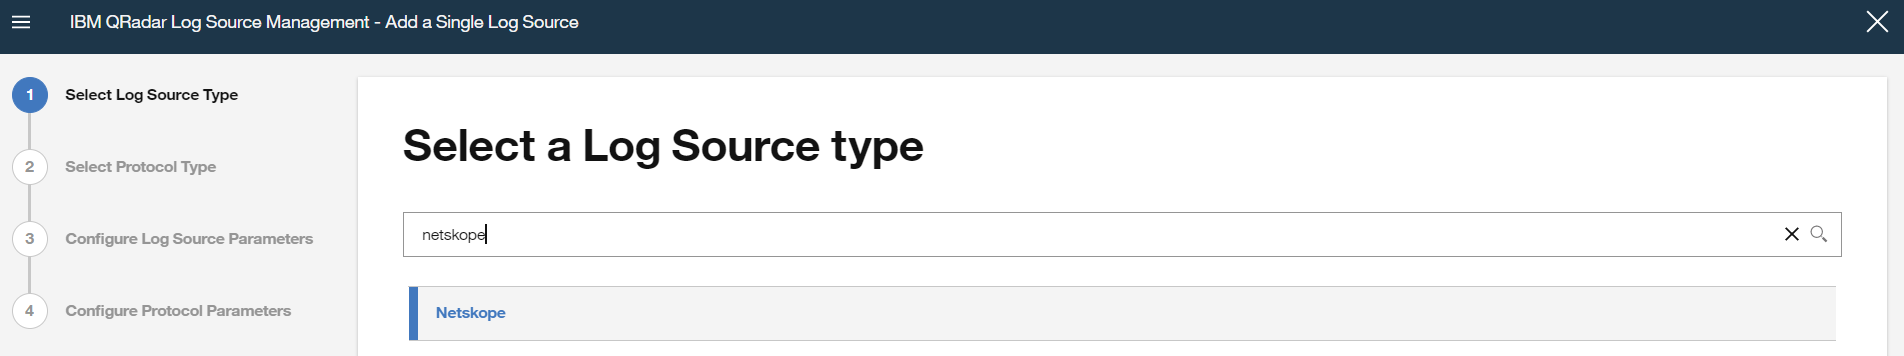 IBM QRadar Log Source Management - Add a Single Log Source
1 Select Log Source Type
2 Select Protocol Type
3 Configure Log Source Parameters
4 Configure Protocol Parameters
Select a Log Source type
netskope
Netskope